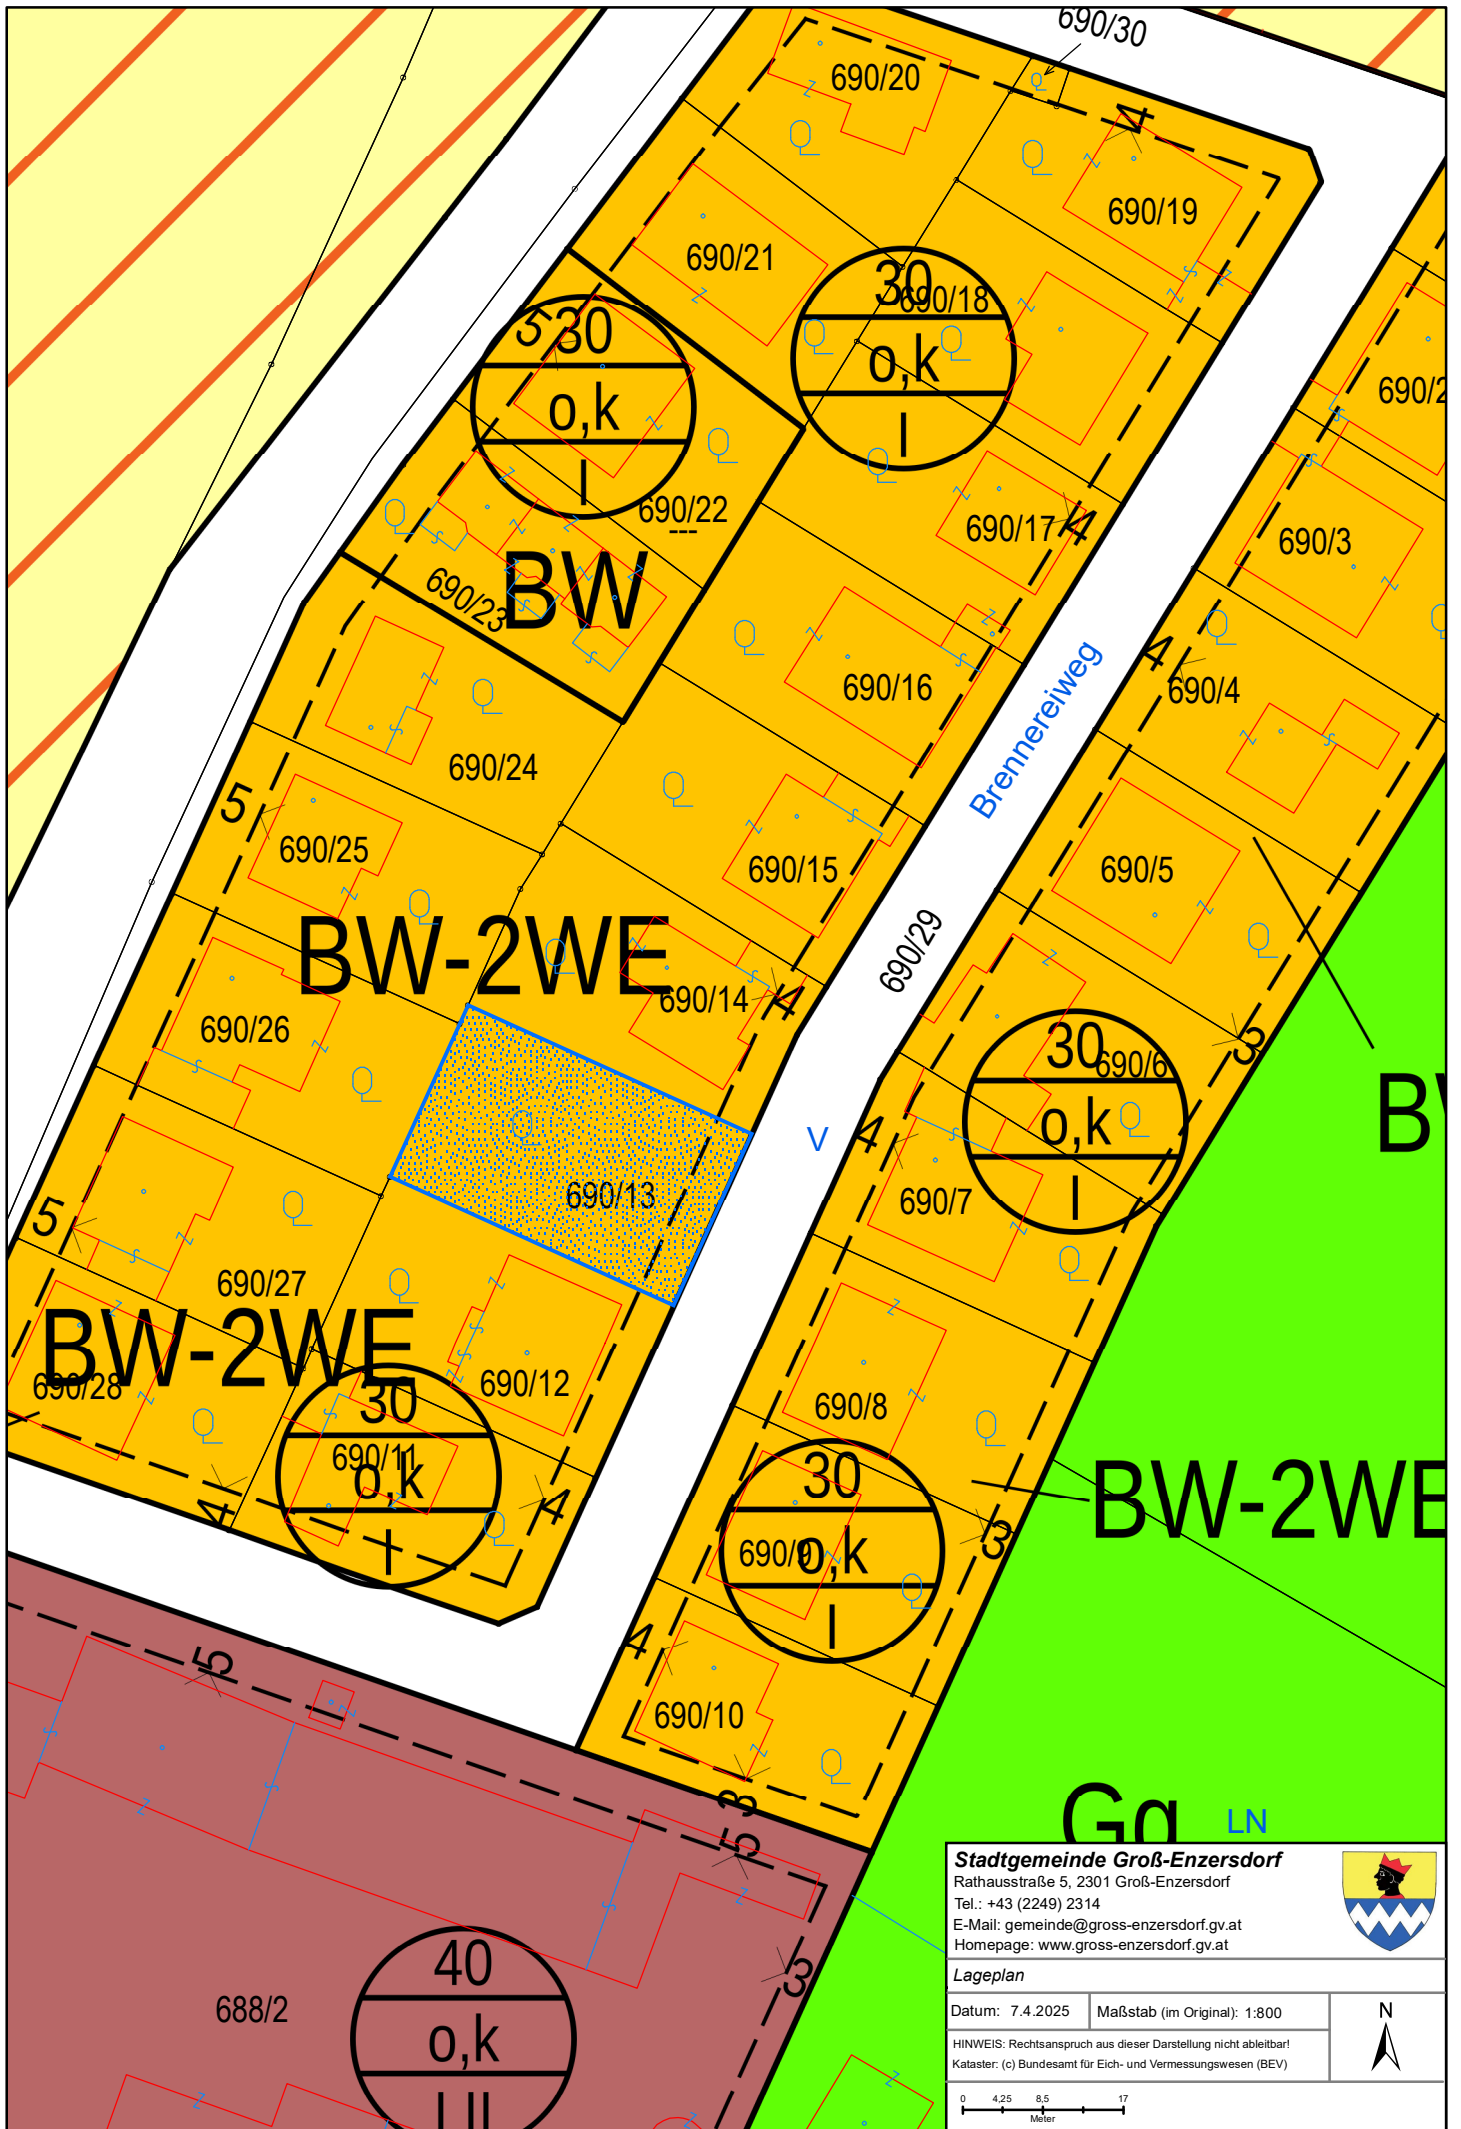 690/30
690/20
4
690/19
690/21
30
690/18
o,k
I
5
30
o,k
I
690/3
690/22
---
690/17
4
BW
690/23
4
690/4
690/16
Brennereiweg
690/24
5
690/25
690/15
690/5
BW-2WE
690/29
690/14
4
690/26
30
690/6
o,k
I
3
V
4
690/13
690/7
5
690/27
BW-2WE
690/28
690/12
30
690/11
o,k
I
4
4
690/8
30
690/9
o,k
I
BW-2WE
3
4
5
690/10
3
5
Gg
LN
3
40
o,k
688/2
Stadtgemeinde Groß-Enzersdorf
Rathausstraße 5, 2301 Groß-Enzersdorf
Tel.: +43 (2249) 2314
E-Mail: gemeinde@gross-enzersdorf.gv.at
Homepage: www.gross-enzersdorf.gv.at
Lageplan
Datum: 7.4.2025 Maßstab (im Original): 1:800
N
HINWEIS: Rechtsanspruch aus dieser Darstellung nicht ableitbar!
Kataster: (c) Bundesamt für Eich- und Vermessungswesen (BEV)
0 4,25 8,5 17
Meter